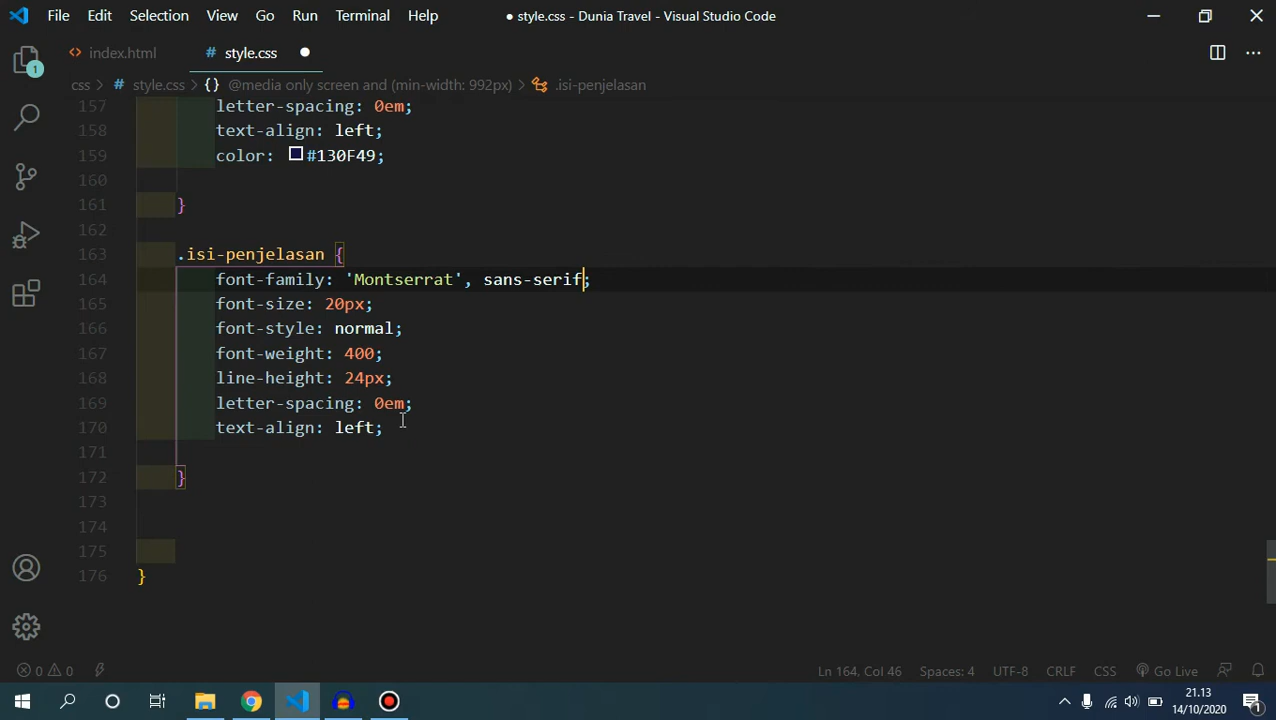 File Edit Selection View Go Run Terminal Help
● style.css - Dunia Travel - Visual Studio Code
<> index.html
# style.css ●
css > # style.css > {} @media only screen and (min-width: 992px) > .isi-penjelasan
1
157 letter-spacing: 0em;
158 text-align: left;
159 color: #130F49;
160
161 }
162
163 .isi-penjelasan {
164 font-family: 'Montserrat', sans-serif;
165 font-size: 20px;
166 font-style: normal;
167 font-weight: 400;
168 line-height: 24px;
169 letter-spacing: 0em;
170 text-align: left;
171
172 }
173
174
175
176 }
0 0 Ln 164, Col 46 Spaces: 4 UTF-8 CRLF CSS Go Live
21.13
14/10/2020
1